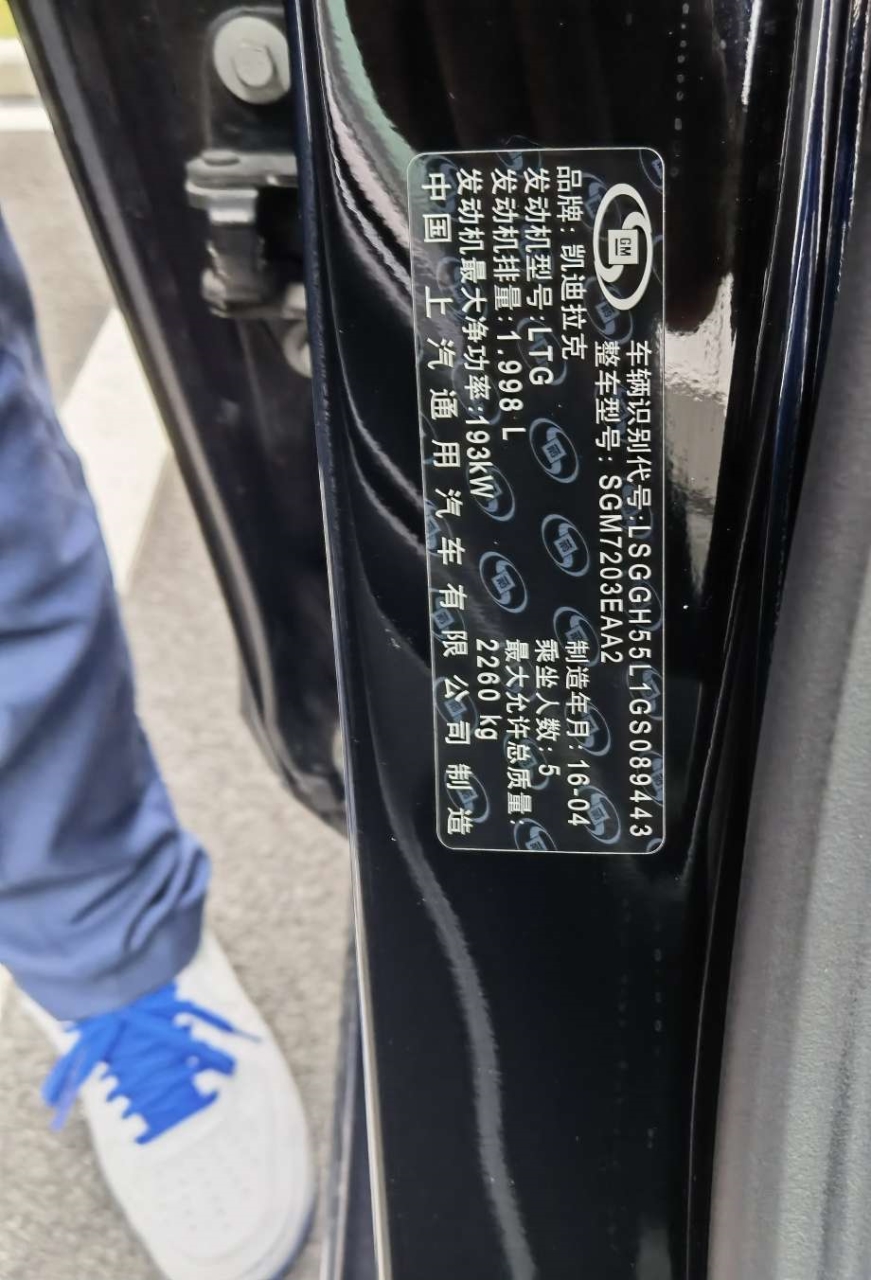 GM
车辆识别代号:LSGGH55L1GS089443
整车型号: SGM7203EAA2
品牌: 凯迪拉克
制造年月: 16-04
发动机型号:LTG
乘坐人数: 5
发动机排量:1.998 L
最大允许总质量:
发动机最大净功率:193kW
2260 kg
中国 上汽通用汽车有限公司制造